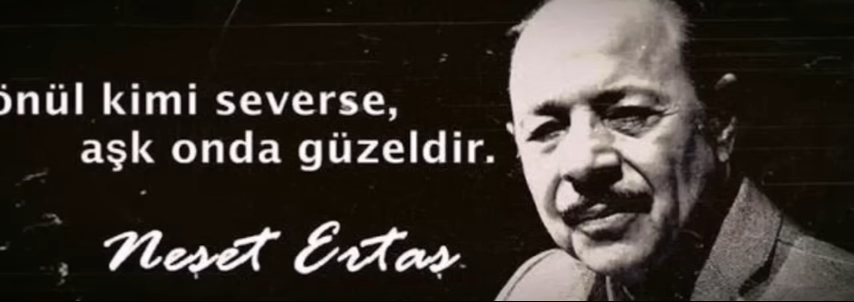 önül kimi severse,
aşk onda güzeldir.
Neşet Ertaş